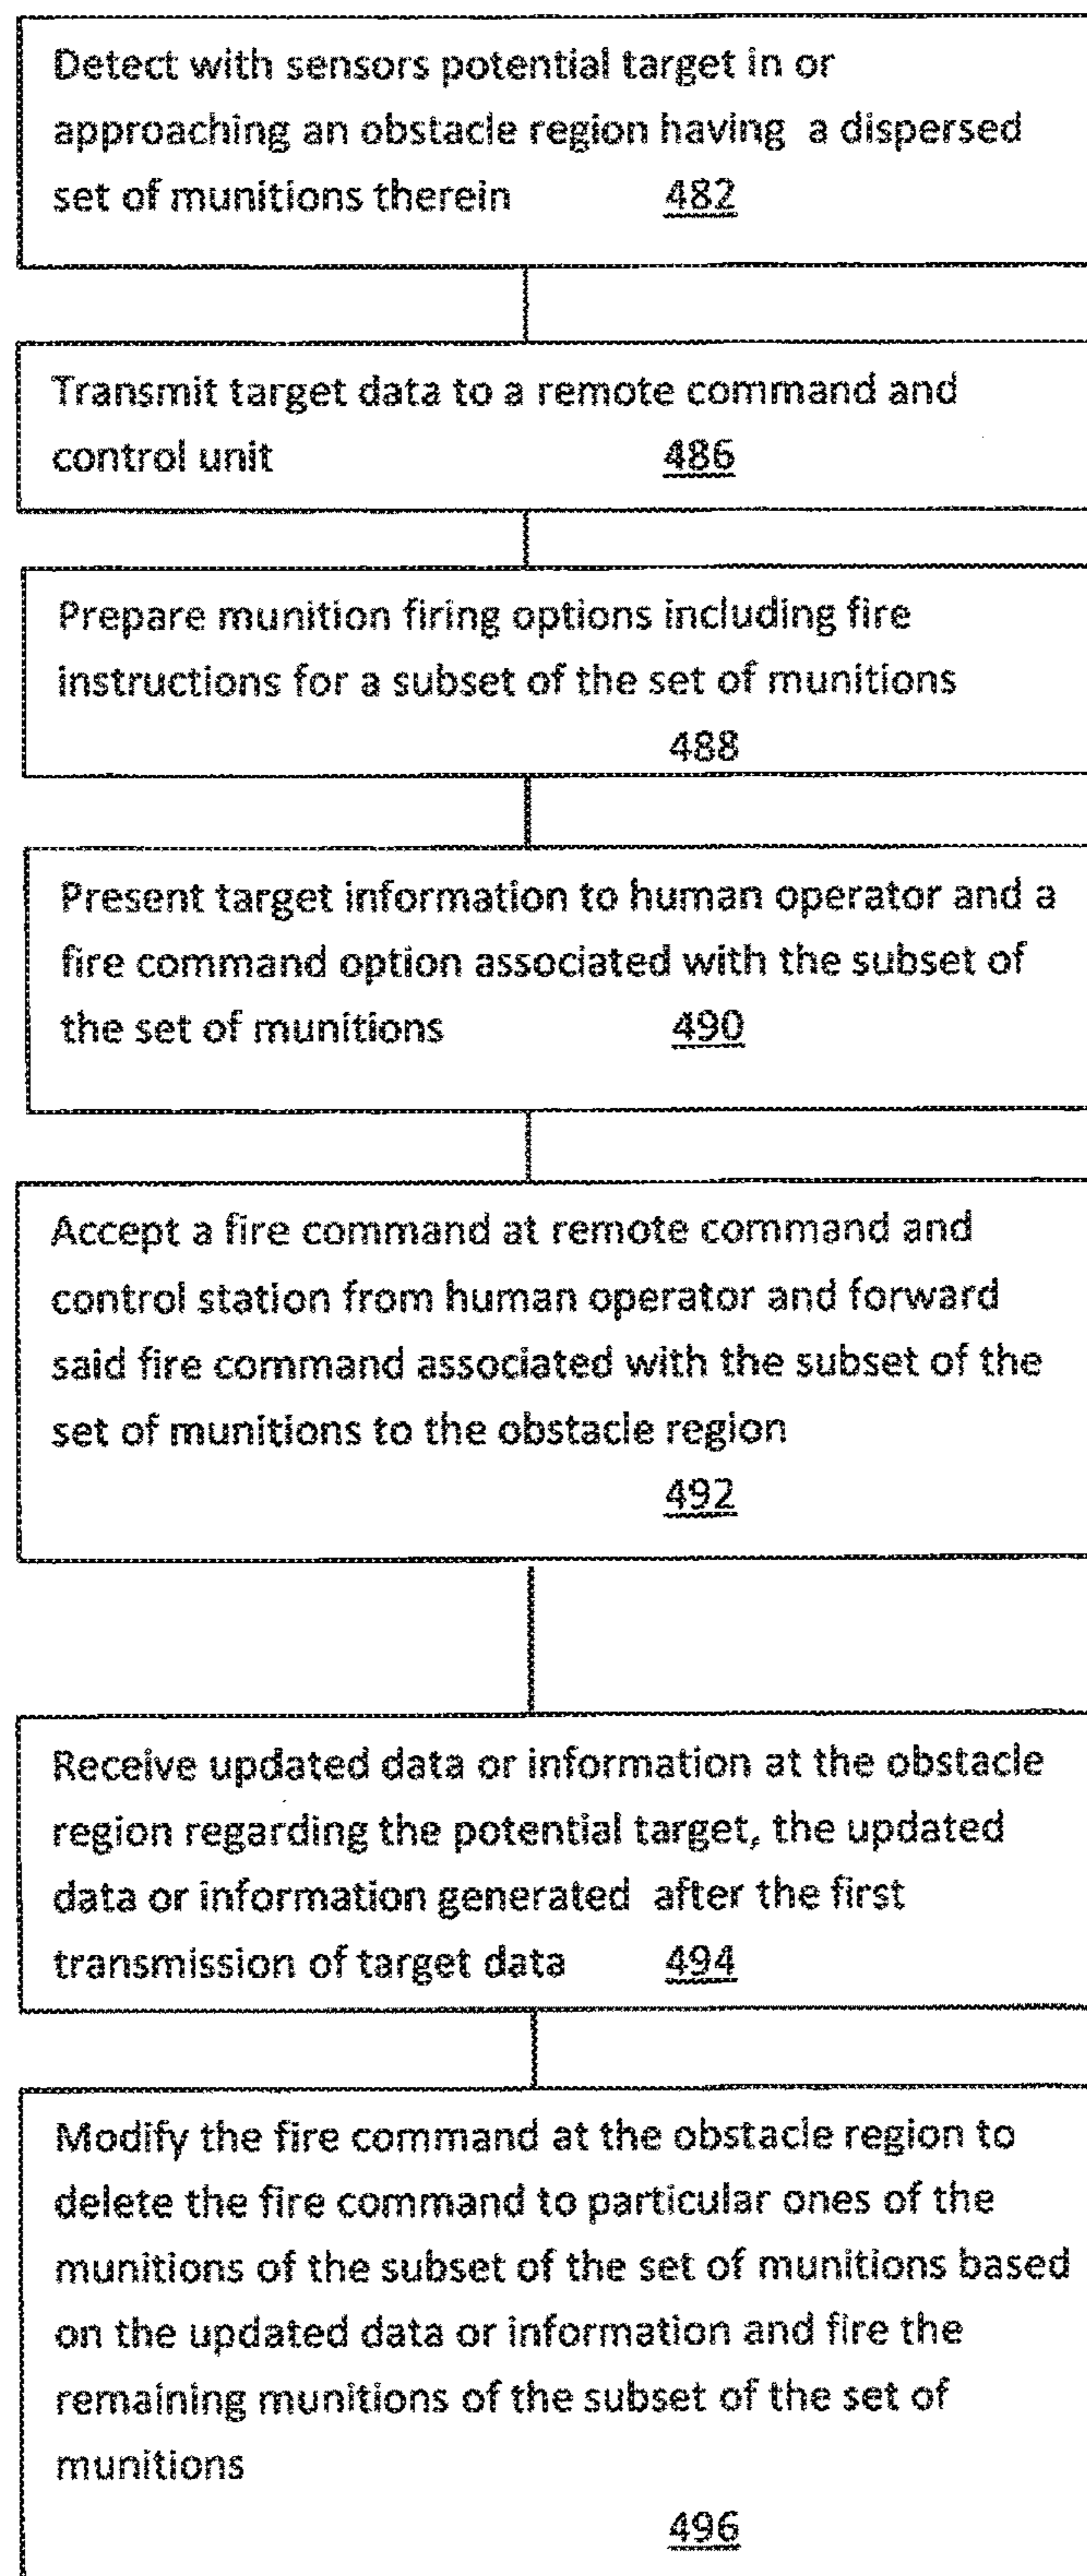 Detect with sensors potential target in or
approaching an obstacle region having a dispersed
set of munitions therein 482
Transmit target data to a remote command and
control unit 486
Prepare munition firing options including fire
instructions for a subset of the set of munitions
488
Present target information to human operator and a
fire command option associated with the subset of
the set of munitions 490
Accept a fire command at remote command and
control station from human operator and forward
said fire command associated with the subset of the
set of munitions to the obstacle region
492
Receive updated data or information at the obstacle
region regarding the potential target, the updated
data or information generated after the first
transmission of target data 494
Modify the fire command at the obstacle region to
delete the fire command to particular ones of the
munitions of the subset of the set of munitions based
on the updated data or information and fire the
remaining munitions of the subset of the set of
munitions
496